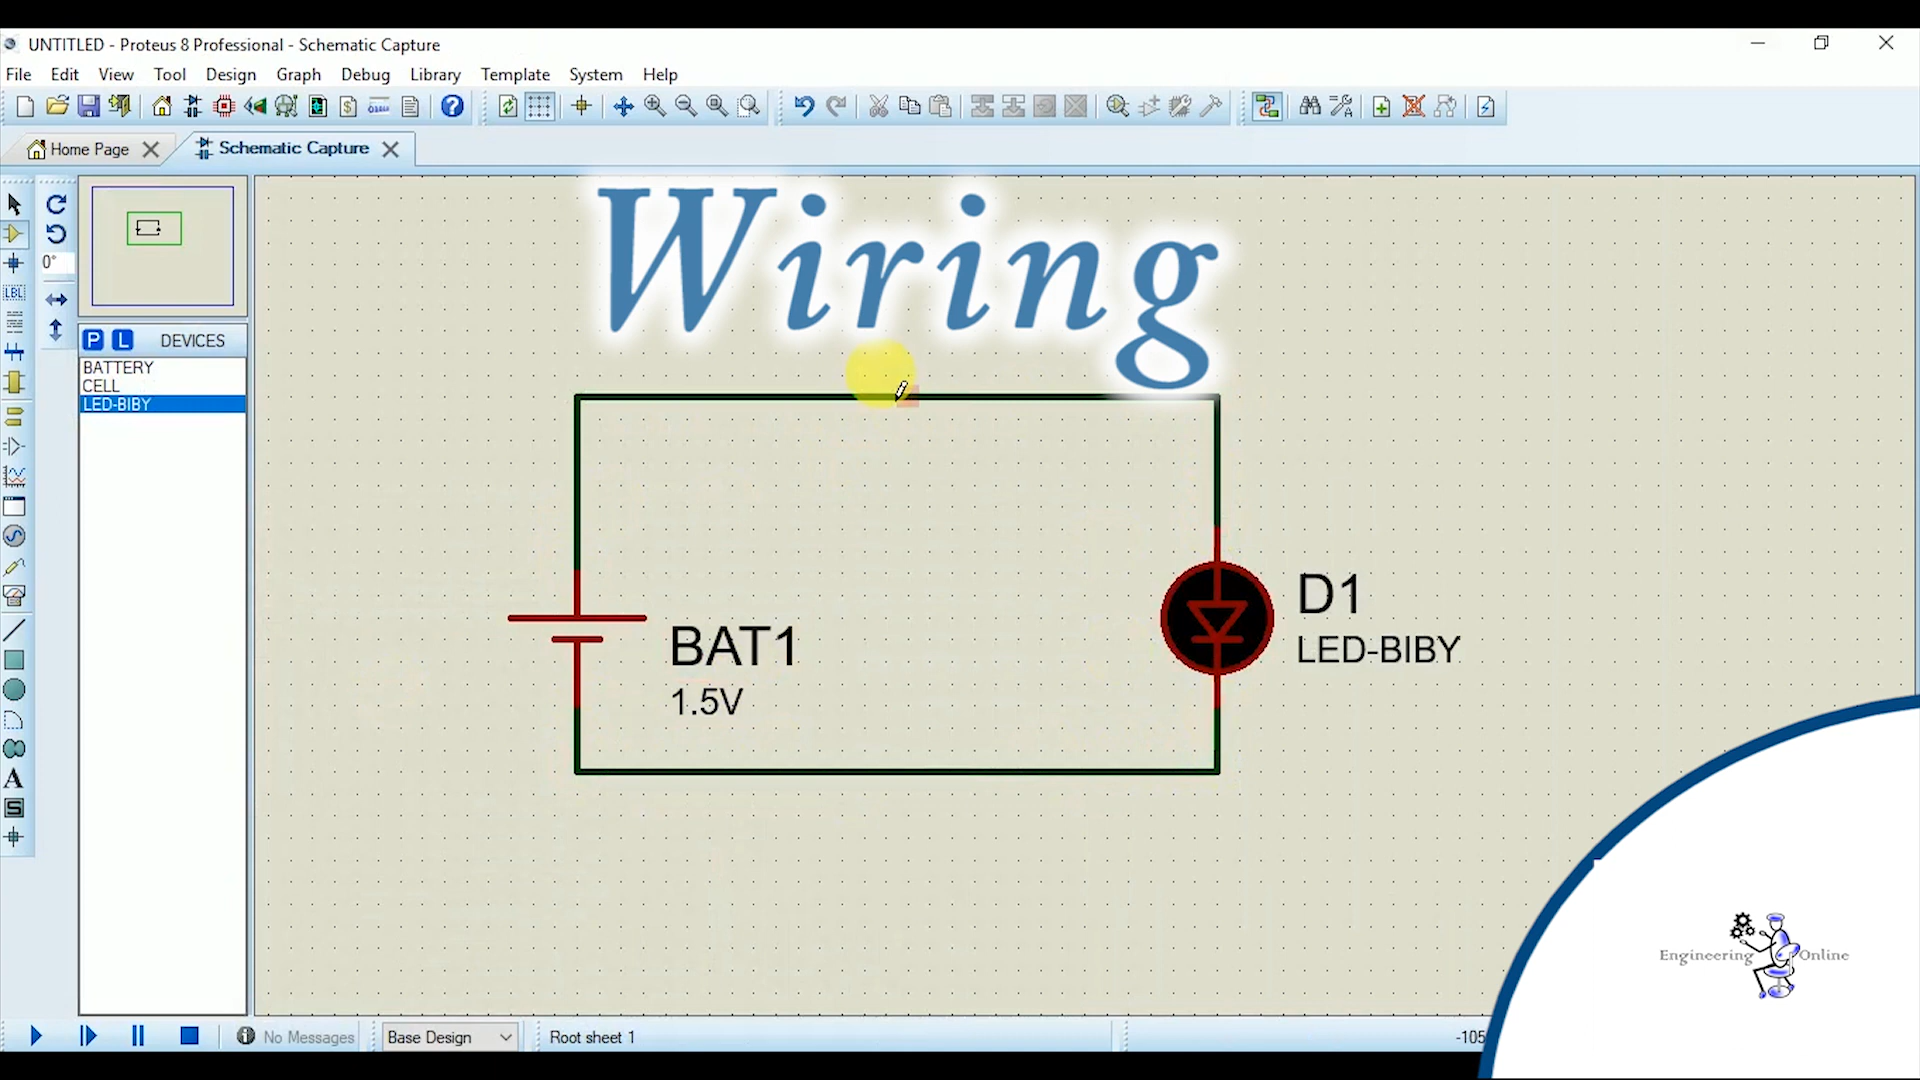 UNTITLED - Proteus 8 Professional - Schematic Capture
File Edit View Tool Design Graph Debug Library Template System Help
Home Page Schematic Capture
Wiring
0°
LBL
P L DEVICES
BATTERY
CELL
LED-BIBY
BAT1
1.5V
D1
LED-BIBY
A
S
Engineering Online
No Messages Base Design Root sheet 1 -105